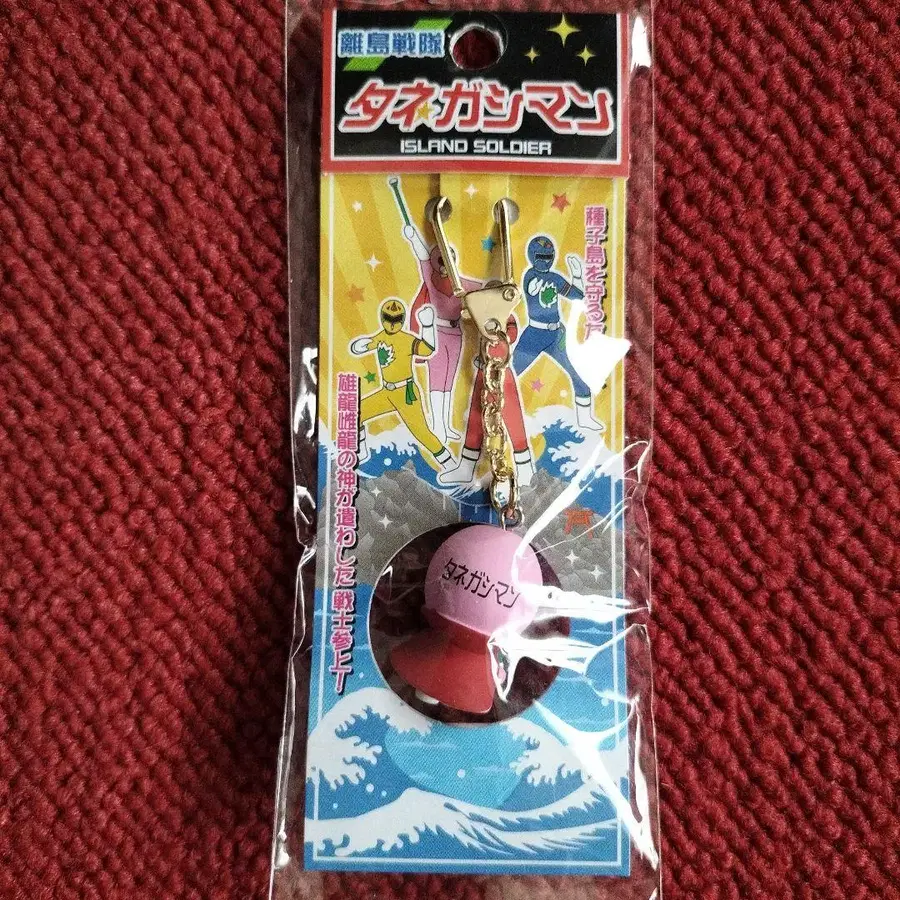 離島戦隊
タネガシマン
ISLAND SOLDIER
種子島を守るた
雄龍雌龍の神が遣わした 戦士参上!
タネガシマン